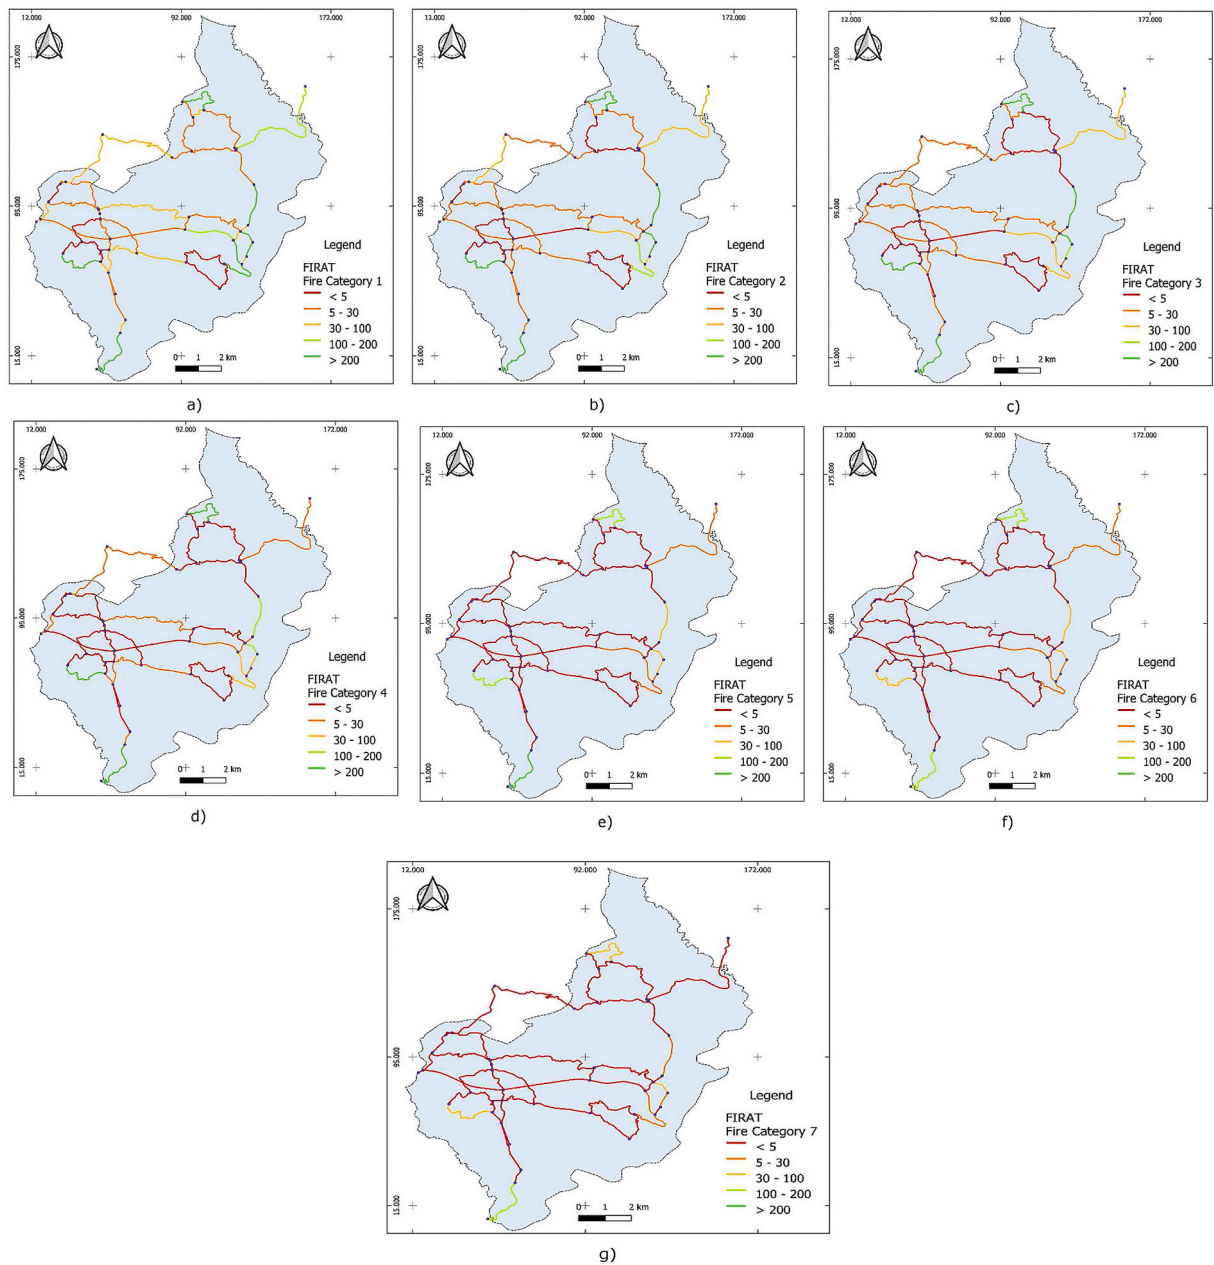 12.000 92.000 172.000
175.000
95.000
15.000
Legend
FIRAT
Fire Category 1
< 5
5 - 30
30 - 100
100 - 200
> 200
0 1 2 km
a)
12.000 92.000 172.000
175.000
95.000
15.000
Legend
FIRAT
Fire Category 2
< 5
5 - 30
30 - 100
100 - 200
> 200
0 1 2 km
b)
12.000 92.000 172.000
175.000
95.000
15.000
Legend
FIRAT
Fire Category 3
< 5
5 - 30
30 - 100
100 - 200
> 200
0 1 2 km
c)
12.000 92.000 172.000
175.000
95.000
15.000
Legend
FIRAT
Fire Category 4
< 5
5 - 30
30 - 100
100 - 200
> 200
0 1 2 km
d)
12.000 92.000 172.000
175.000
95.000
15.000
Legend
FIRAT
Fire Category 5
< 5
5 - 30
30 - 100
100 - 200
> 200
0 1 2 km
e)
12.000 92.000 172.000
175.000
95.000
15.000
Legend
FIRAT
Fire Category 6
< 5
5 - 30
30 - 100
100 - 200
> 200
0 1 2 km
f)
12.000 92.000 172.000
175.000
95.000
15.000
Legend
FIRAT
Fire Category 7
< 5
5 - 30
30 - 100
100 - 200
> 200
0 1 2 km
g)